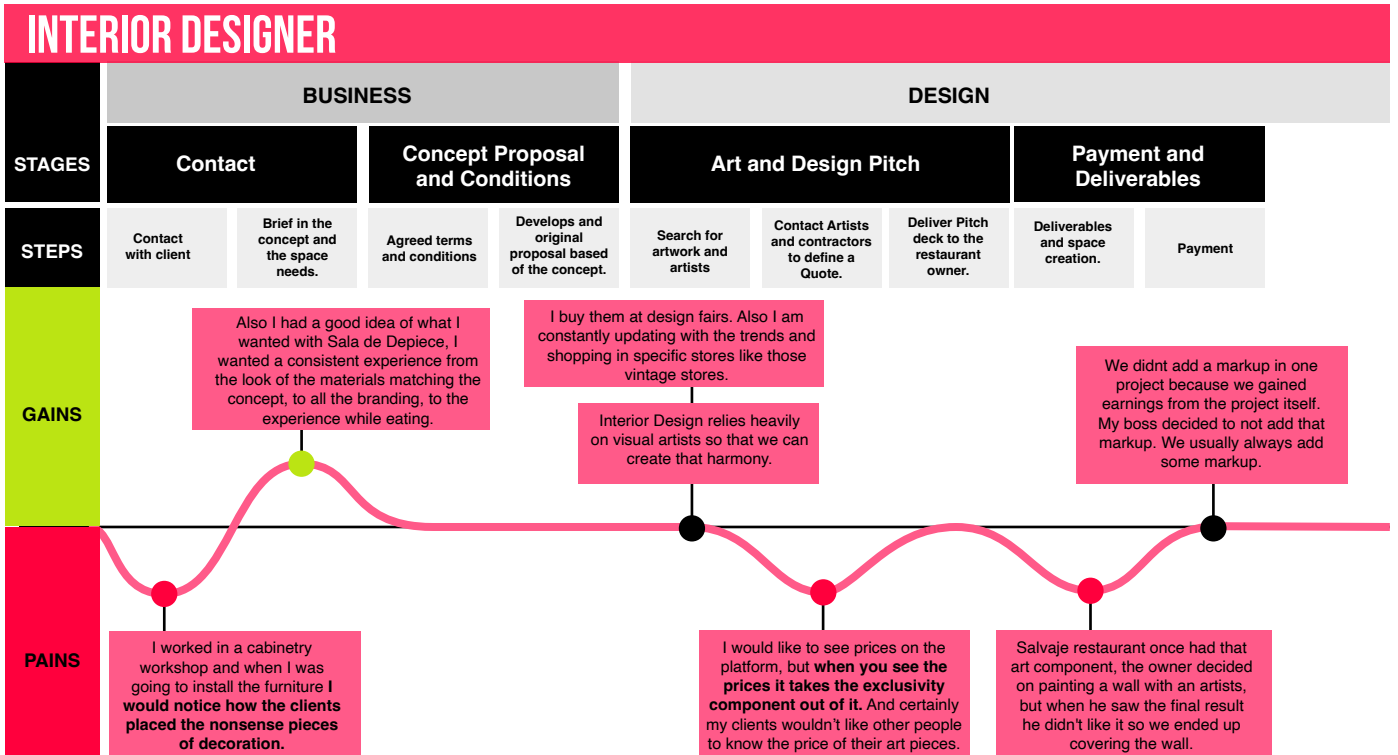 INTERIOR DESIGNER
BUSINESS
DESIGN
STAGES
Contact
Concept Proposal
and Conditions
Art and Design Pitch
Payment and
Deliverables
STEPS
Contact
with client
Brief in the
concept and
the space
needs.
Agreed terms
and conditions
Develops and
original
proposal based
of the concept.
Search for
artwork and
artists
Contact Artists
and contractors
to define a
Quote.
Deliver Pitch
deck to the
restaurant
owner.
Deliverables
and space
creation.
Payment
GAINS
Also I had a good idea of what I
wanted with Sala de Depiece, I
wanted a consistent experience from
the look of the materials matching the
concept, to all the branding, to the
experience while eating.
I buy them at design fairs. Also I am
constantly updating with the trends and
shopping in specific stores like those
vintage stores.
Interior Design relies heavily
on visual artists so that we can
create that harmony.
We didnt add a markup in one
project because we gained
earnings from the project itself.
My boss decided to not add that
markup. We usually always add
some markup.
PAINS
I worked in a cabinetry
workshop and when I was
going to install the furniture I
would notice how the clients
placed the nonsense pieces
of decoration.
I would like to see prices on the
platform, but when you see the
prices it takes the exclusivity
component out of it. And certainly
my clients wouldn't like other people
to know the price of their art pieces.
Salvaje restaurant once had that
art component, the owner decided
on painting a wall with an artists,
but when he saw the final result
he didn't like it so we ended up
covering the wall.